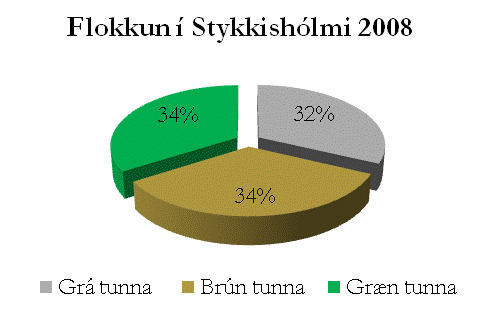 Flokkun í Stykkishólmi 2008
34%
32%
34%
Grá tunna
Brún tunna
Græn tunna